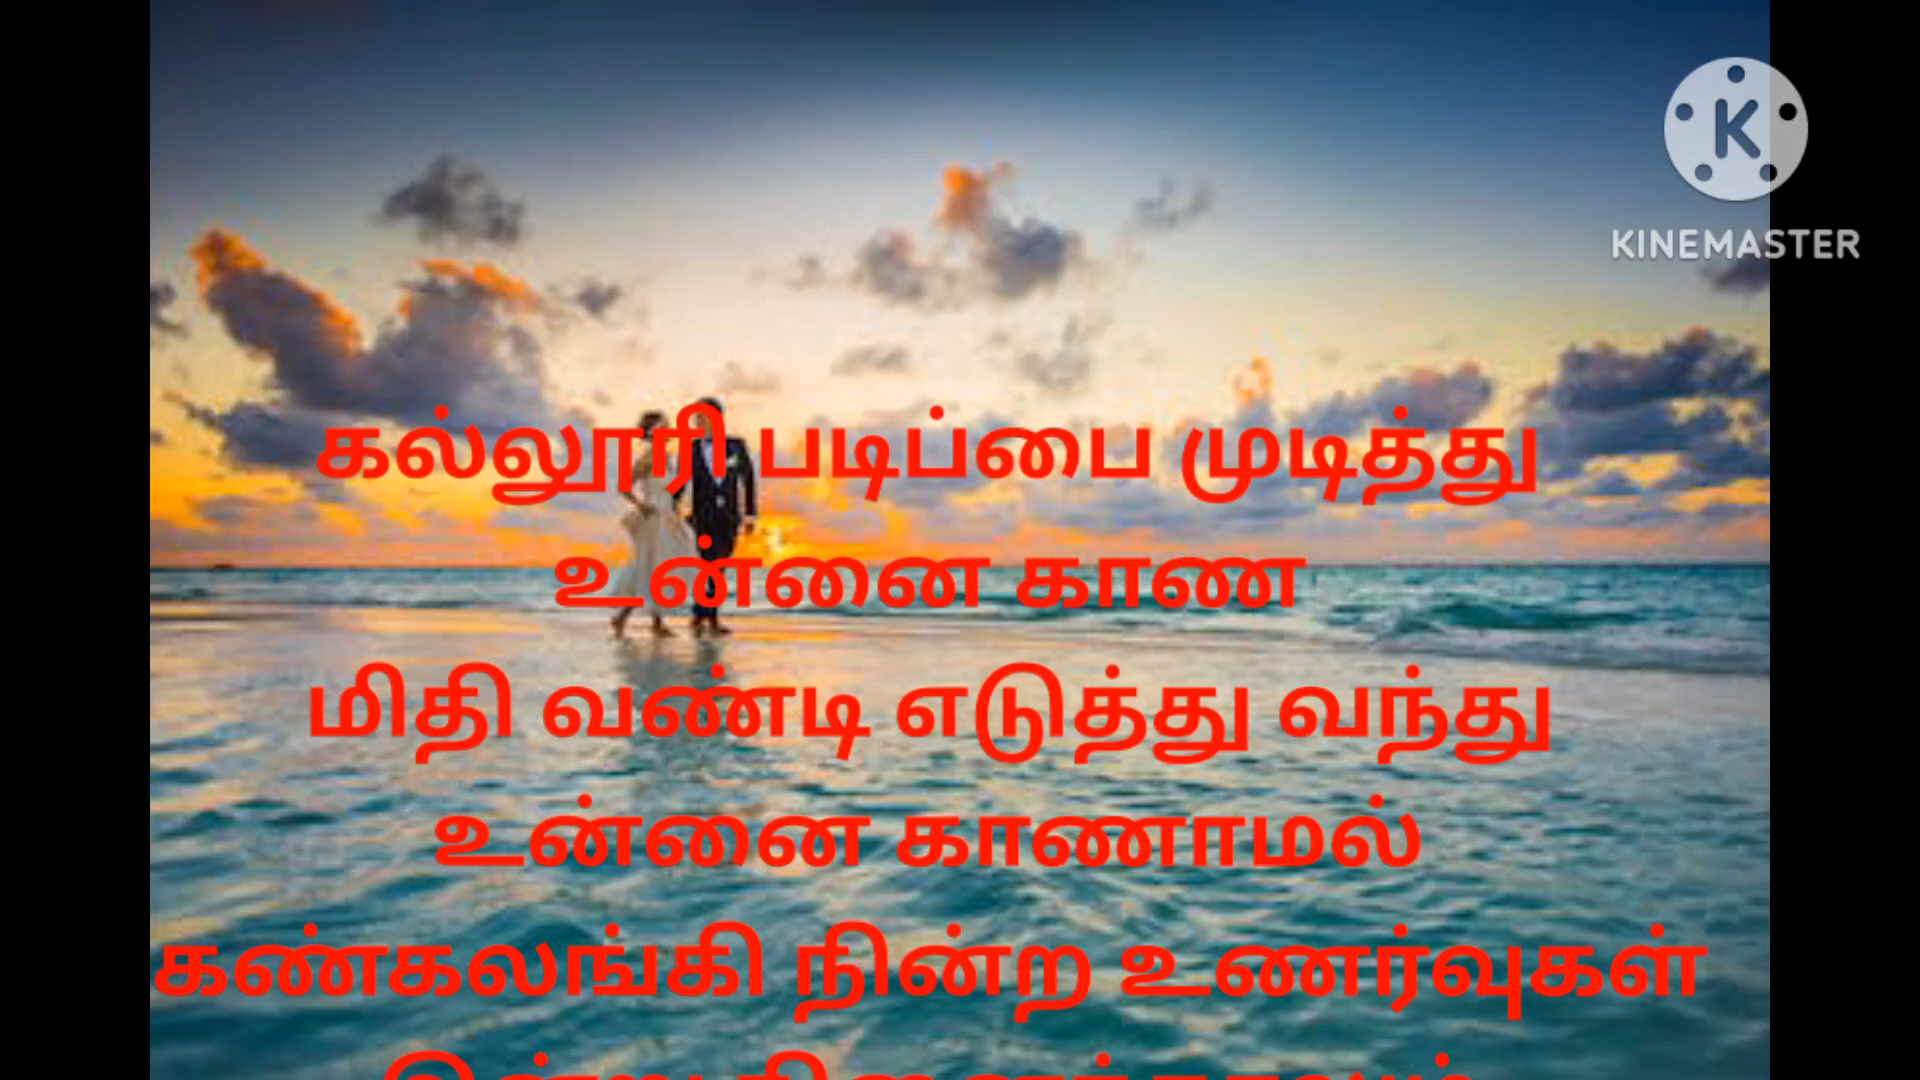 KINEMASTER
கல்லூரி படிப்பை முடித்து
உன்னை காண
மிதி வண்டி எடுத்து வந்து
உன்னை காணாமல்
கண்கலங்கி நின்ற உணர்வுகள்